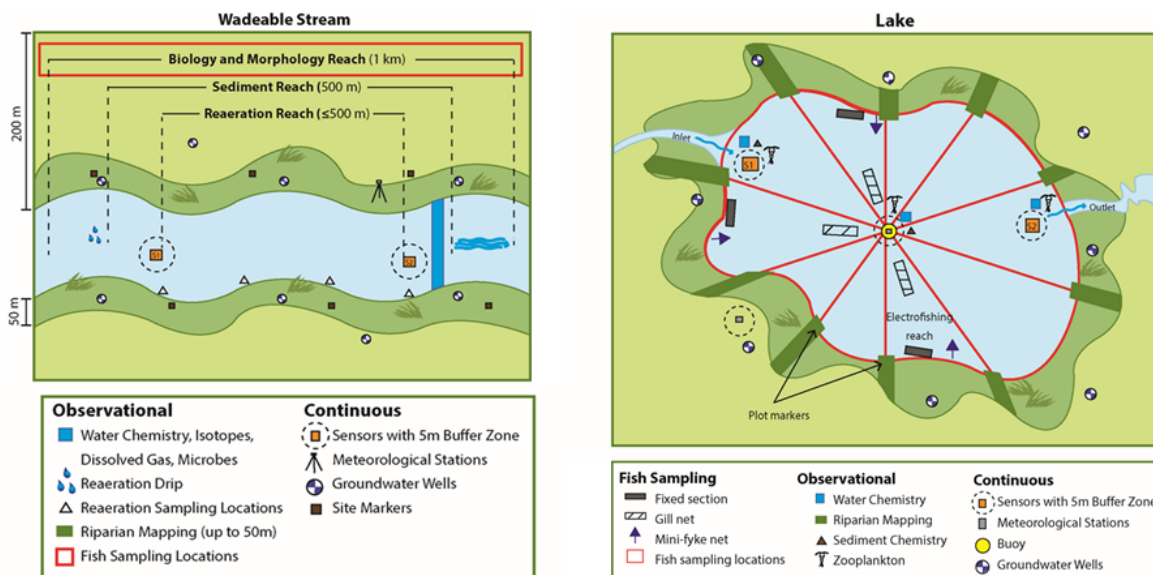 Wadeable Stream
Biology and Morphology Reach (1 km)
Sediment Reach (500 m)
Reaeration Reach (≤500 m)
200 m
50 m
S1
S2
Observational
Water Chemistry, Isotopes,
Dissolved Gas, Microbes
Reaeration Drip
Reaeration Sampling Locations
Riparian Mapping (up to 50m)
Fish Sampling Locations
Continuous
Sensors with 5m Buffer Zone
Meteorological Stations
Groundwater Wells
Site Markers
Lake
Inlet
S1
Outlet
S2
Electrofishing
reach
Plot markers
Fish Sampling
Fixed section
Gill net
Mini-fyke net
Fish sampling locations
Observational
Water Chemistry
Riparian Mapping
Sediment Chemistry
Zooplankton
Continuous
Sensors with 5m Buffer Zone
Meteorological Stations
Buoy
Groundwater Wells